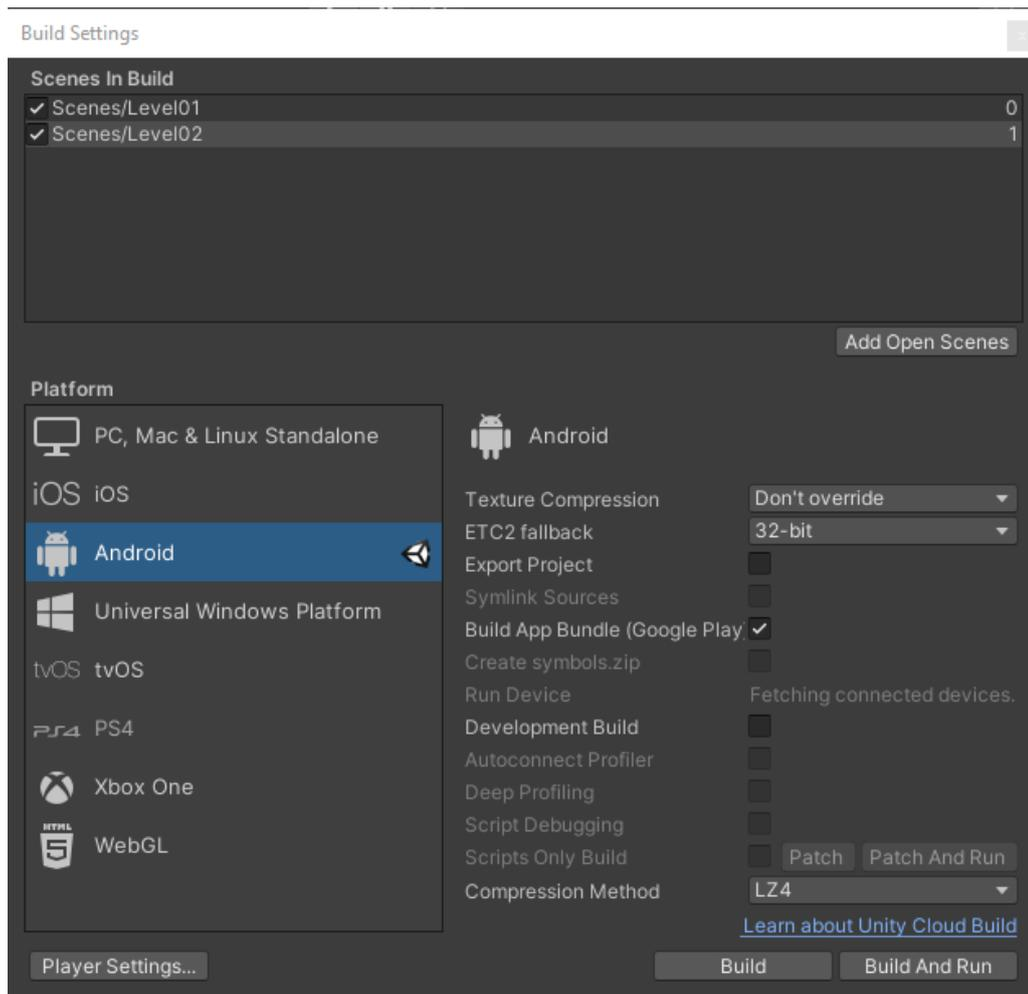 Build Settings
Scenes In Build
Scenes/Level01 0
Scenes/Level02 1
Add Open Scenes
Platform
PC, Mac & Linux Standalone
iOS iOS
Android
Universal Windows Platform
tvOS tvOS
PS4 PS4
Xbox One
HTML 5 WebGL
Android
Texture Compression Don't override
ETC2 fallback 32-bit
Export Project
Symlink Sources
Build App Bundle (Google Play)
Create symbols.zip
Run Device Fetching connected devices.
Development Build
Autoconnect Profiler
Deep Profiling
Script Debugging
Scripts Only Build Patch Patch And Run
Compression Method LZ4
Learn about Unity Cloud Build
Player Settings... Build Build And Run